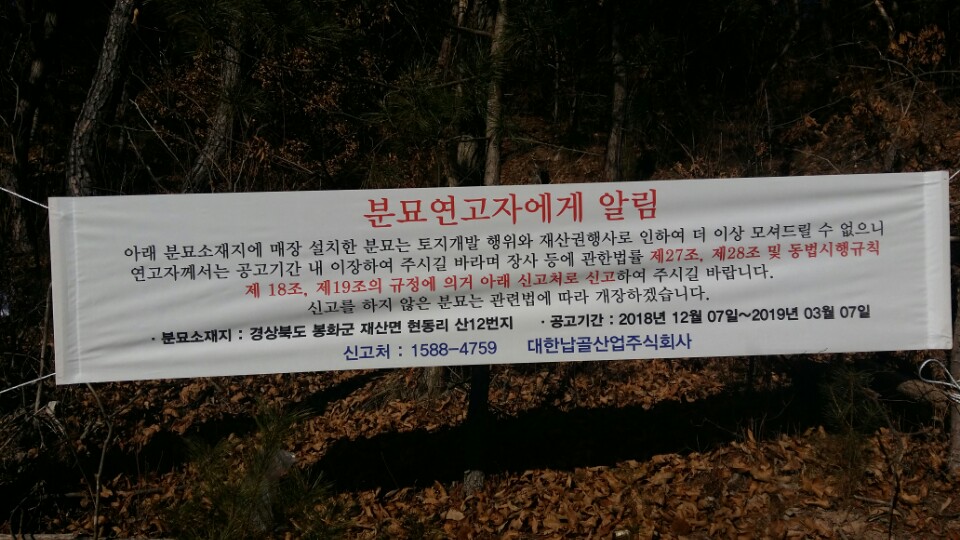 분묘연고자에게 알림
아래 분묘소재지에 매장 설치한 분묘는 토지개발 행위와 재산권행사로 인하여 더 이상 모셔드릴 수 없으니
연고자께서는 공고기간 내 이장하여 주시길 바라며 장사 등에 관한법률 제27조, 제28조 및 동법시행규칙
제 18조, 제19조의 규정에 의거 아래 신고처로 신고하여 주시길 바랍니다.
신고를 하지 않은 분묘는 관련법에 따라 개장하겠습니다.
· 분묘소재지 : 경상북도 봉화군 재산면 현동리 산12번지 · 공고기간 : 2018년 12월 07일～2019년 03월 07일
신고처 : 1588-4759 대한납골산업주식회사